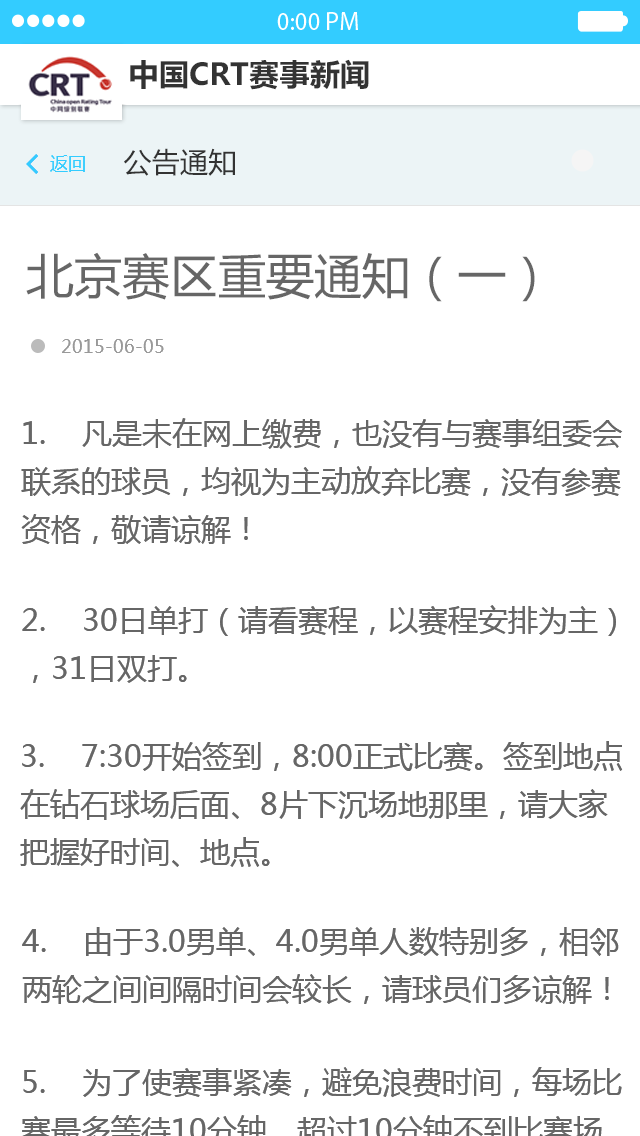 0:00 PM
CRT
China open Rating Tour
中国CRT赛事新闻
返回 公告通知
北京赛区重要通知（一）
2015-06-05
1. 凡是未在网上缴费，也没有与赛事组委会
联系的球员，均视为主动放弃比赛，没有参赛
资格，敬请谅解！
2. 30日单打（请看赛程，以赛程安排为主）
，31日双打。
3. 7:30开始签到，8:00正式比赛。签到地点
在钻石球场后面、8片下沉场地那里，请大家
把握好时间、地点。
4. 由于3.0男单、4.0男单人数特别多，相邻
两轮之间间隔时间会较长，请球员们多谅解！
5. 为了使赛事紧凑，避免浪费时间，每场比
赛最多等待10分钟，超过10分钟不到比赛场